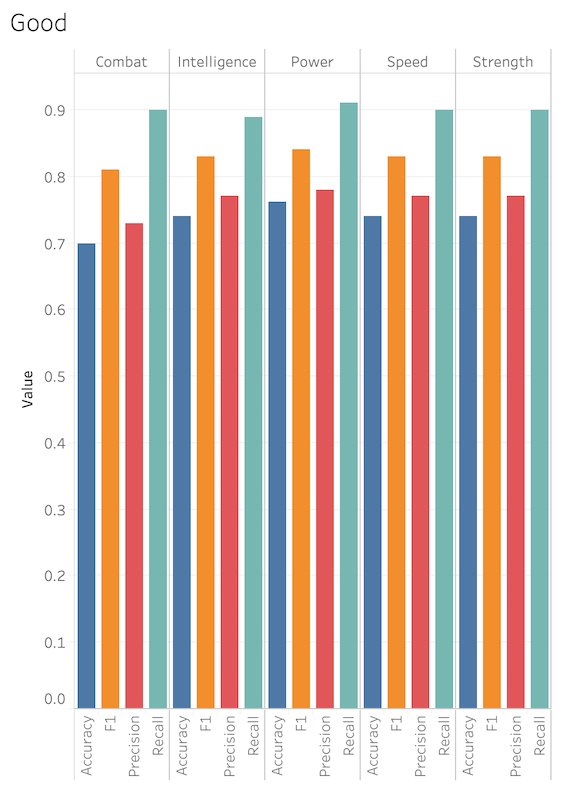 Good
Combat Intelligence Power Speed Strength
0.9
0.8
0.7
0.6
0.5
0.4
0.3
0.2
0.1
0.0
Value
Accuracy F1 Precision Recall Accuracy F1 Precision Recall Accuracy F1 Precision Recall Accuracy F1 Precision Recall Accuracy F1 Precision Recall